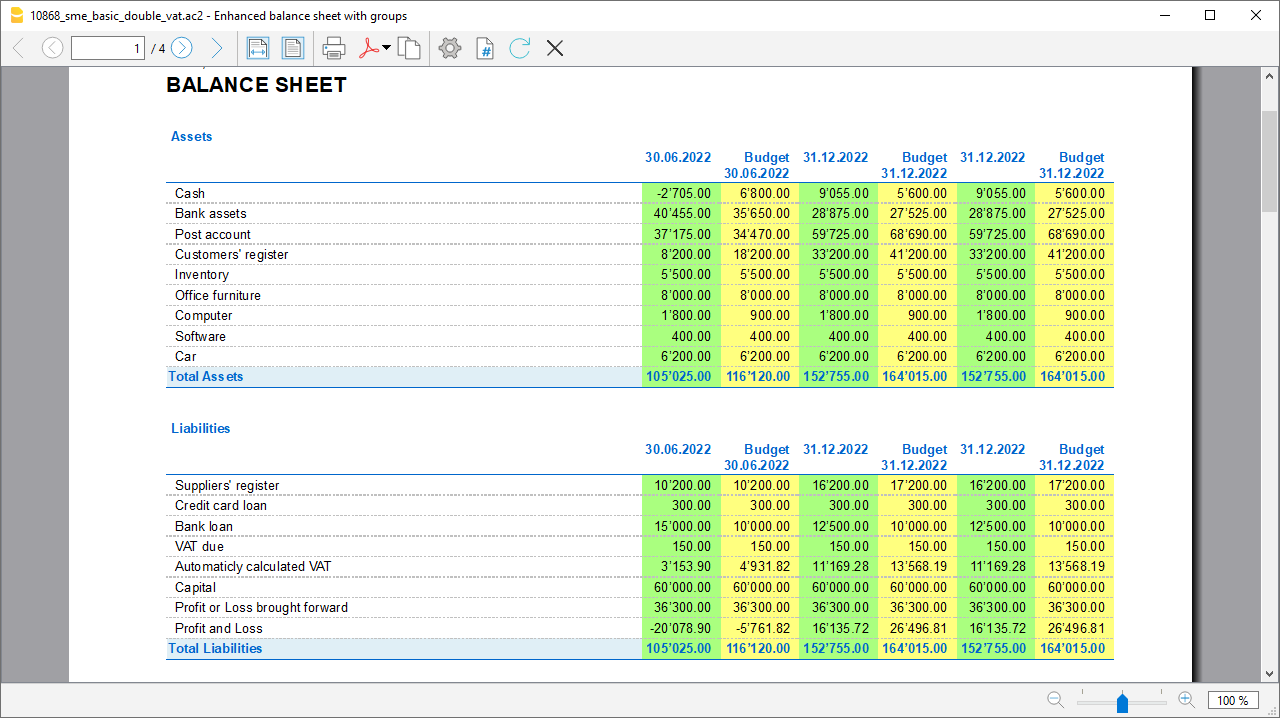 10868_sme_basic_double_vat.ac2 - Enhanced balance sheet with groups
1 / 4
BALANCE SHEET
Assets
30.06.2022 Budget 30.06.2022 31.12.2022 Budget 31.12.2022 31.12.2022 Budget 31.12.2022
Cash -2'705.00 6'800.00 9'055.00 5'600.00 9'055.00 5'600.00
Bank assets 40'455.00 35'650.00 28'875.00 27'525.00 28'875.00 27'525.00
Post account 37'175.00 34'470.00 59'725.00 68'690.00 59'725.00 68'690.00
Customers' register 8'200.00 18'200.00 33'200.00 41'200.00 33'200.00 41'200.00
Inventory 5'500.00 5'500.00 5'500.00 5'500.00 5'500.00 5'500.00
Office furniture 8'000.00 8'000.00 8'000.00 8'000.00 8'000.00 8'000.00
Computer 1'800.00 900.00 1'800.00 900.00 1'800.00 900.00
Software 400.00 400.00 400.00 400.00 400.00 400.00
Car 6'200.00 6'200.00 6'200.00 6'200.00 6'200.00 6'200.00
Total Assets 105'025.00 116'120.00 152'755.00 164'015.00 152'755.00 164'015.00
Liabilities
30.06.2022 Budget 30.06.2022 31.12.2022 Budget 31.12.2022 31.12.2022 Budget 31.12.2022
Suppliers' register 10'200.00 10'200.00 16'200.00 17'200.00 16'200.00 17'200.00
Credit card loan 300.00 300.00 300.00 300.00 300.00 300.00
Bank loan 15'000.00 10'000.00 12'500.00 10'000.00 12'500.00 10'000.00
VAT due 150.00 150.00 150.00 150.00 150.00 150.00
Automaticly calculated VAT 3'153.90 4'931.82 11'169.28 13'568.19 11'169.28 13'568.19
Capital 60'000.00 60'000.00 60'000.00 60'000.00 60'000.00 60'000.00
Profit or Loss brought forward 36'300.00 36'300.00 36'300.00 36'300.00 36'300.00 36'300.00
Profit and Loss -20'078.90 -5'761.82 16'135.72 26'496.81 16'135.72 26'496.81
Total Liabilities 105'025.00 116'120.00 152'755.00 164'015.00 152'755.00 164'015.00
100 %